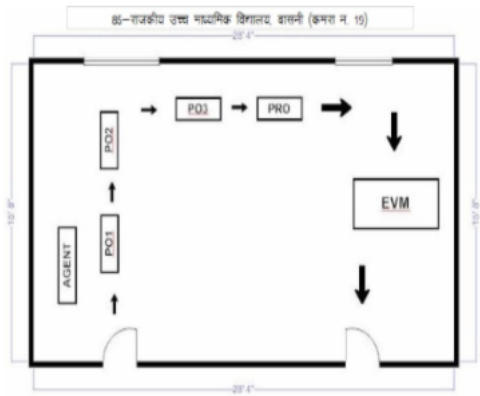 85–राजकीय उच्च माध्यमिक विद्यालय, वासनी (कमरा न. 19)
28'4"
PO3
PRO
PO2
EVM
PO1
AGENT
28'4"